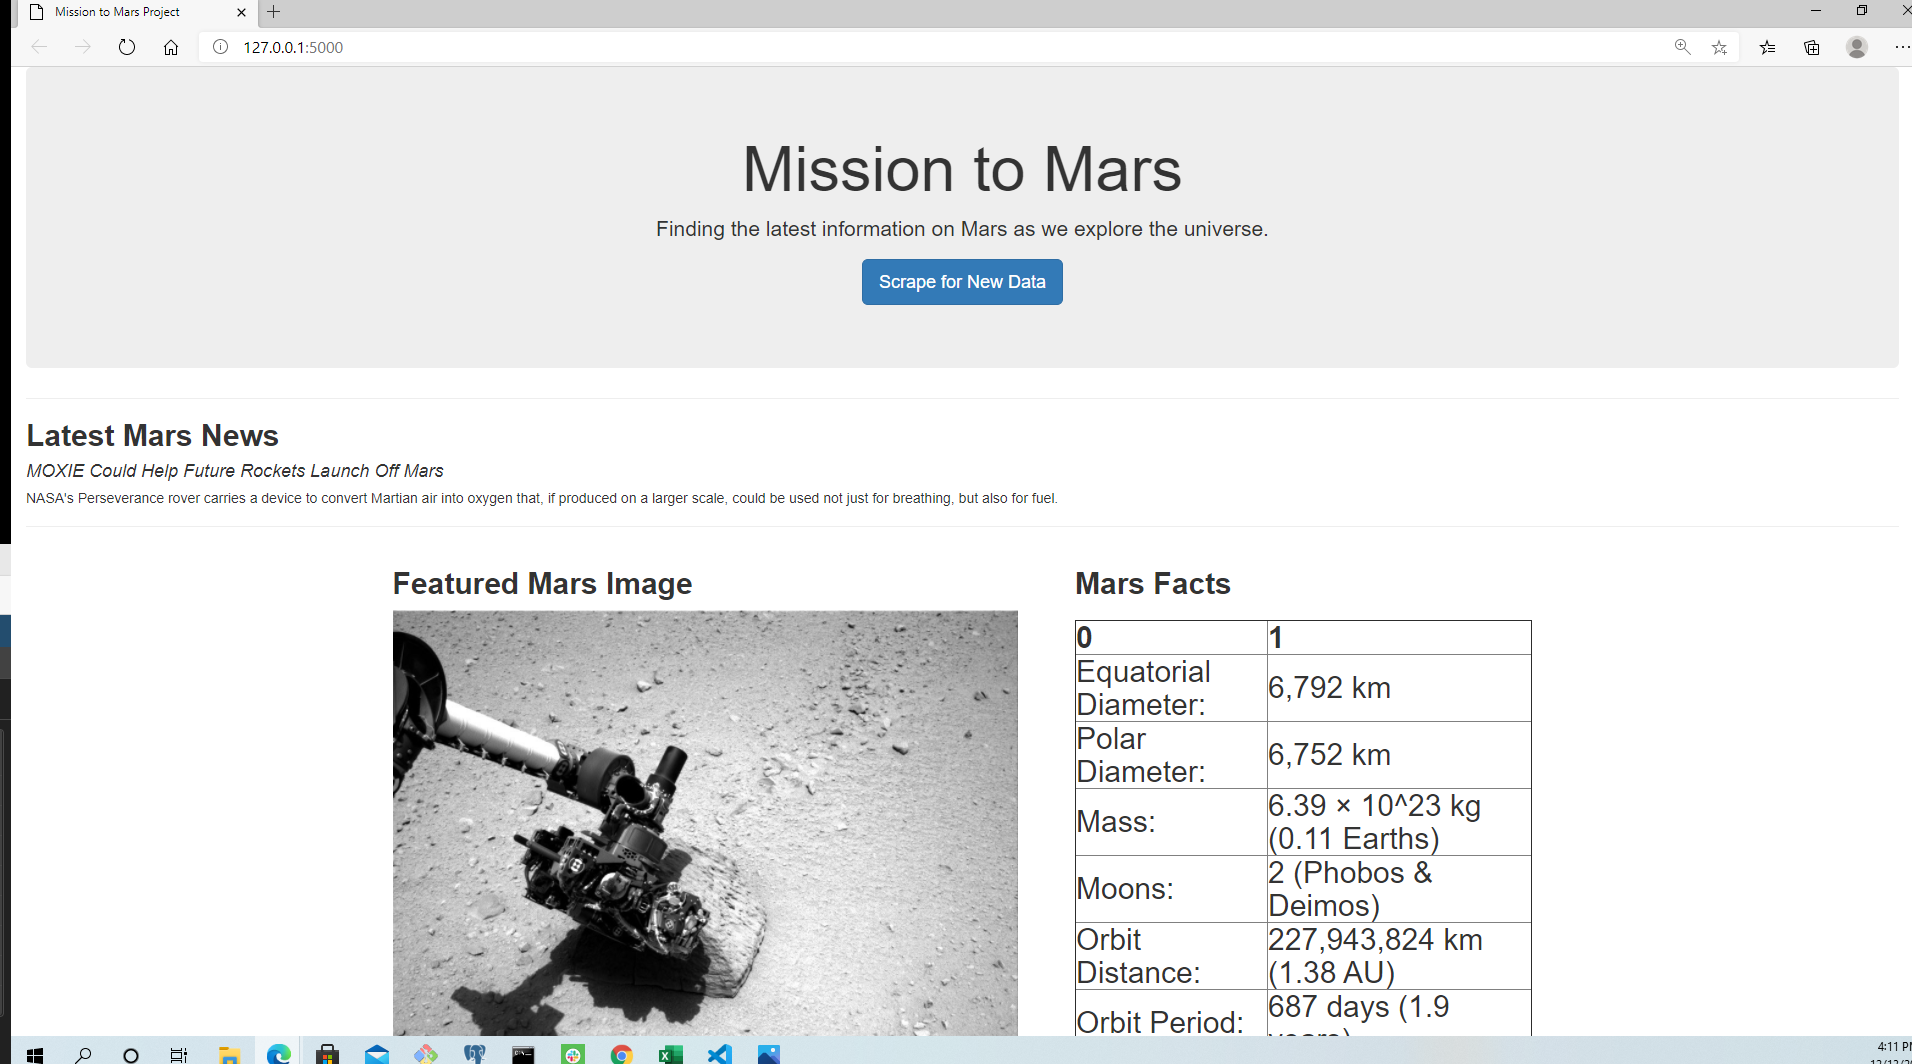 Mission to Mars Project
127.0.0.1:5000
Mission to Mars
Finding the latest information on Mars as we explore the universe.
Scrape for New Data
Latest Mars News
MOXIE Could Help Future Rockets Launch Off Mars
NASA's Perseverance rover carries a device to convert Martian air into oxygen that, if produced on a larger scale, could be used not just for breathing, but also for fuel.
Featured Mars Image
Mars Facts
0 1
Equatorial Diameter: 6,792 km
Polar Diameter: 6,752 km
Mass: 6.39 × 10^23 kg (0.11 Earths)
Moons: 2 (Phobos & Deimos)
Orbit Distance: 227,943,824 km (1.38 AU)
Orbit Period: 687 days (1.9
4:11